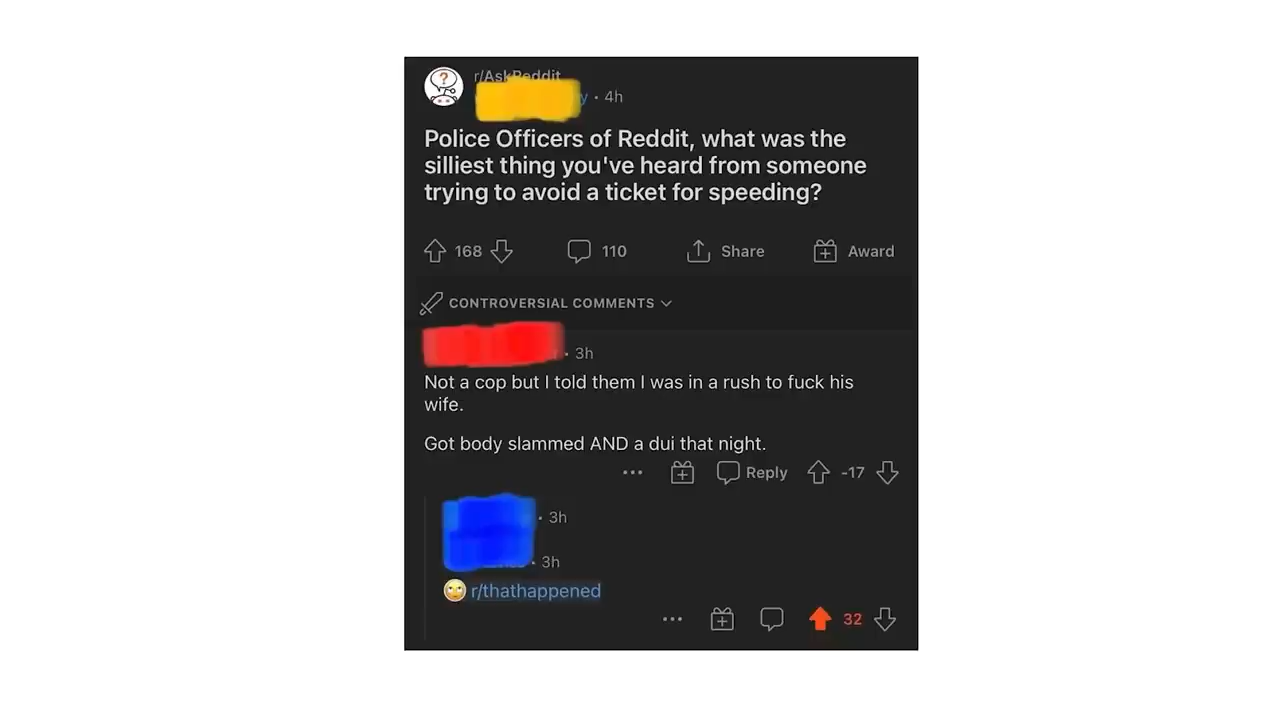 r/AskReddit
y • 4h
Police Officers of Reddit, what was the
silliest thing you've heard from someone
trying to avoid a ticket for speeding?
168
110
Share
Award
CONTROVERSIAL COMMENTS
• 3h
Not a cop but I told them I was in a rush to fuck his
wife.
Got body slammed AND a dui that night.
Reply
-17
• 3h
• 3h
r/thathappened
32